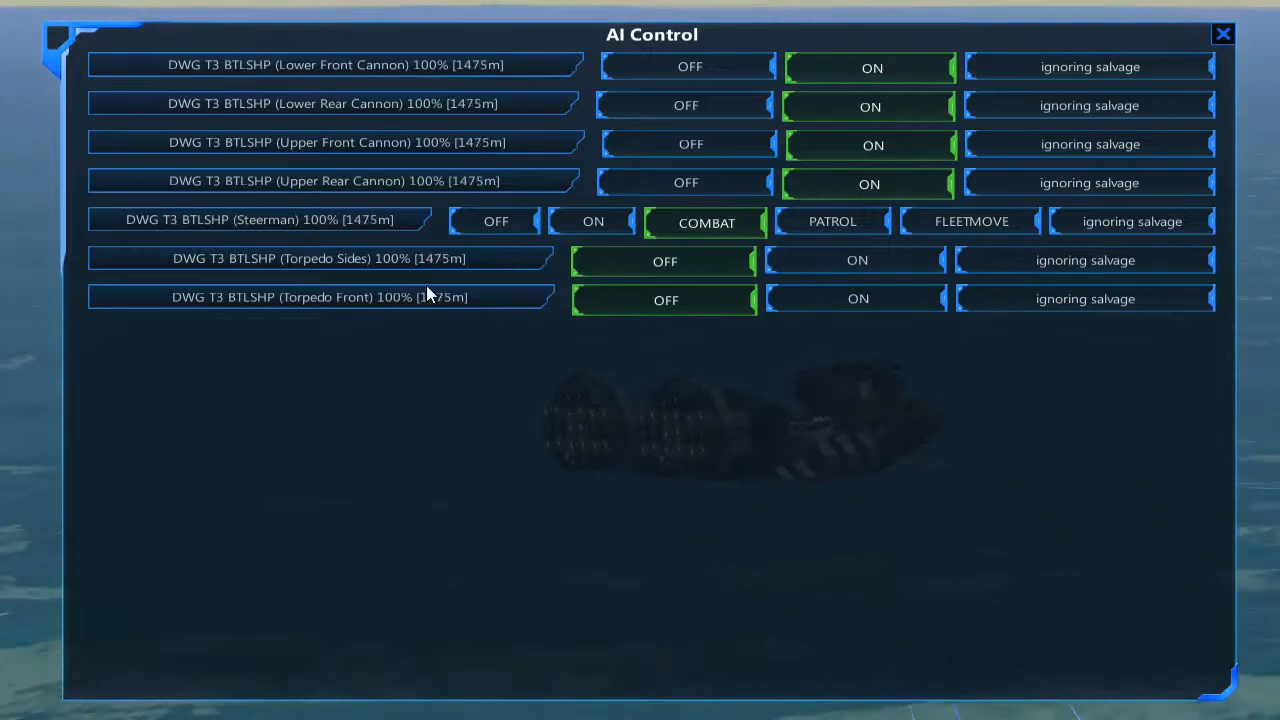 AI Control
DWG T3 BTLSHP (Lower Front Cannon) 100% [1475m] OFF ON ignoring salvage
DWG T3 BTLSHP (Lower Rear Cannon) 100% [1475m] OFF ON ignoring salvage
DWG T3 BTLSHP (Upper Front Cannon) 100% [1475m] OFF ON ignoring salvage
DWG T3 BTLSHP (Upper Rear Cannon) 100% [1475m] OFF ON ignoring salvage
DWG T3 BTLSHP (Steerman) 100% [1475m] OFF ON COMBAT PATROL FLEETMOVE ignoring salvage
DWG T3 BTLSHP (Torpedo Sides) 100% [1475m] OFF ON ignoring salvage
DWG T3 BTLSHP (Torpedo Front) 100% [1475m] OFF ON ignoring salvage